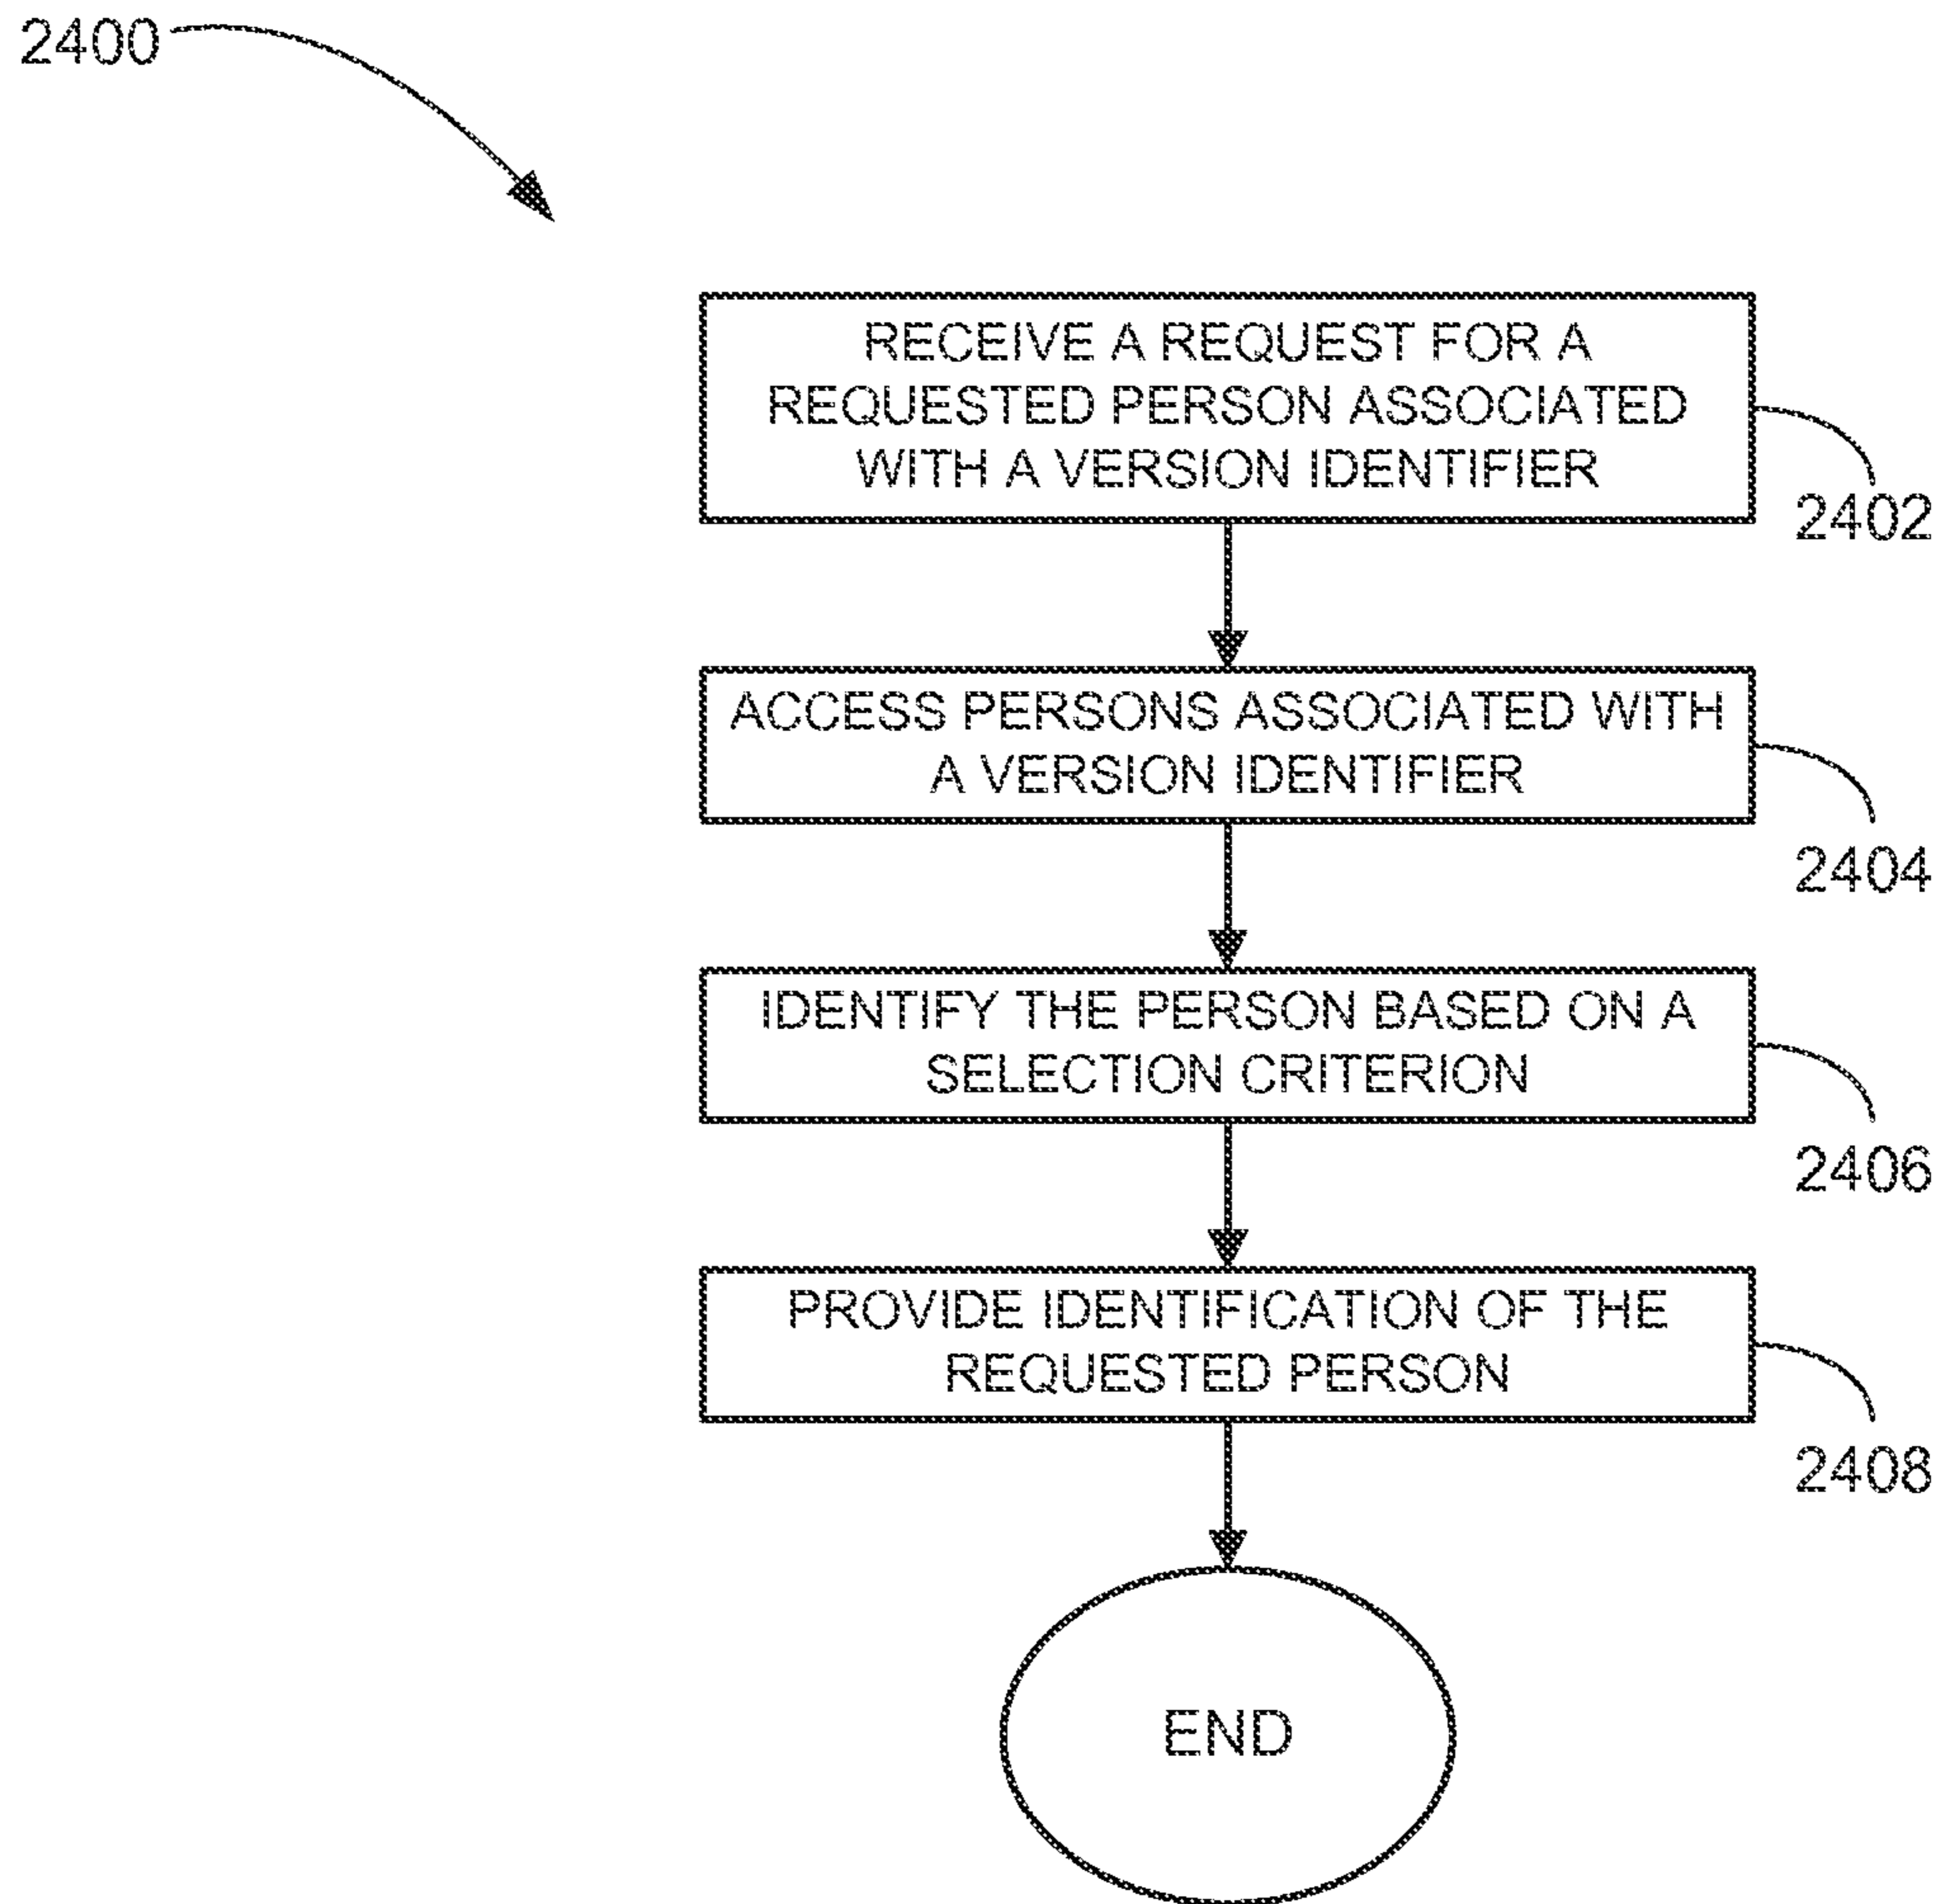 2400
RECEIVE A REQUEST FOR A
REQUESTED PERSON ASSOCIATED
WITH A VERSION IDENTIFIER
2402
ACCESS PERSONS ASSOCIATED WITH
A VERSION IDENTIFIER
2404
IDENTIFY THE PERSON BASED ON A
SELECTION CRITERION
2406
PROVIDE IDENTIFICATION OF THE
REQUESTED PERSON
2408
END